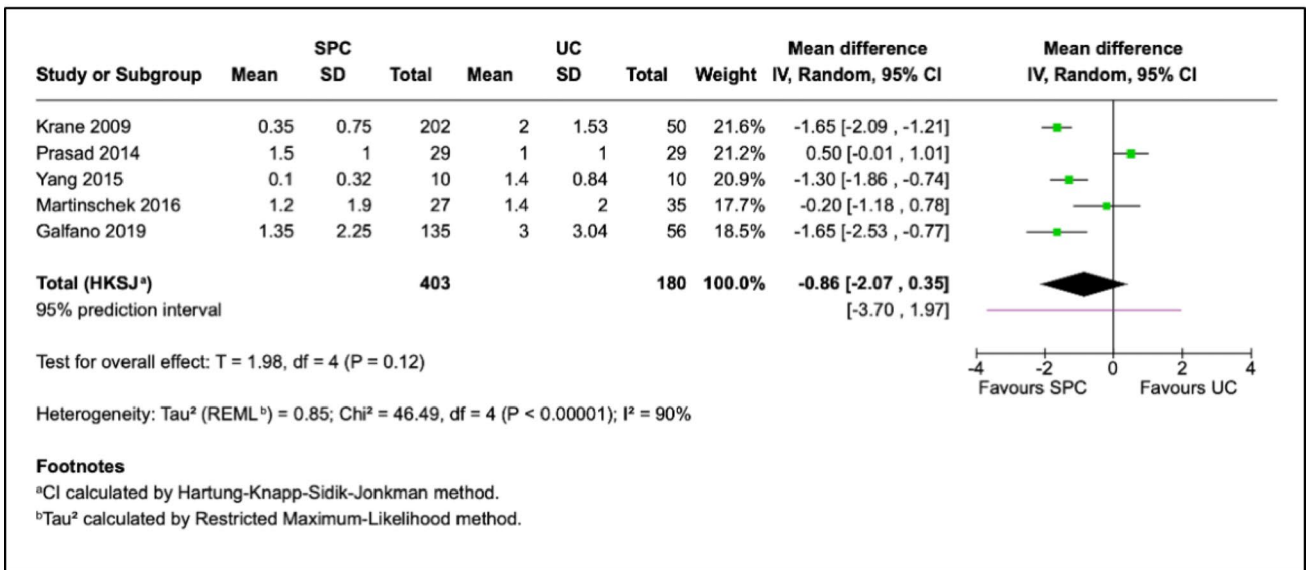 SPC UC Mean difference Mean difference
Study or Subgroup Mean SD Total Mean SD Total Weight IV, Random, 95% CI IV, Random, 95% CI
Krane 2009 0.35 0.75 202 2 1.53 50 21.6% -1.65 [-2.09 , -1.21]
Prasad 2014 1.5 1 29 1 1 29 21.2% 0.50 [-0.01 , 1.01]
Yang 2015 0.1 0.32 10 1.4 0.84 10 20.9% -1.30 [-1.86 , -0.74]
Martinschek 2016 1.2 1.9 27 1.4 2 35 17.7% -0.20 [-1.18 , 0.78]
Galfano 2019 1.35 2.25 135 3 3.04 56 18.5% -1.65 [-2.53 , -0.77]
Total (HKSJᵃ) 403 180 100.0% -0.86 [-2.07 , 0.35]
95% prediction interval [-3.70 , 1.97]
Test for overall effect: T = 1.98, df = 4 (P = 0.12)
-4 -2 0 2 4
Favours SPC Favours UC
Heterogeneity: Tau² (REMLᵇ) = 0.85; Chi² = 46.49, df = 4 (P < 0.00001); I² = 90%
Footnotes
ᵃCI calculated by Hartung-Knapp-Sidik-Jonkman method.
ᵇTau² calculated by Restricted Maximum-Likelihood method.